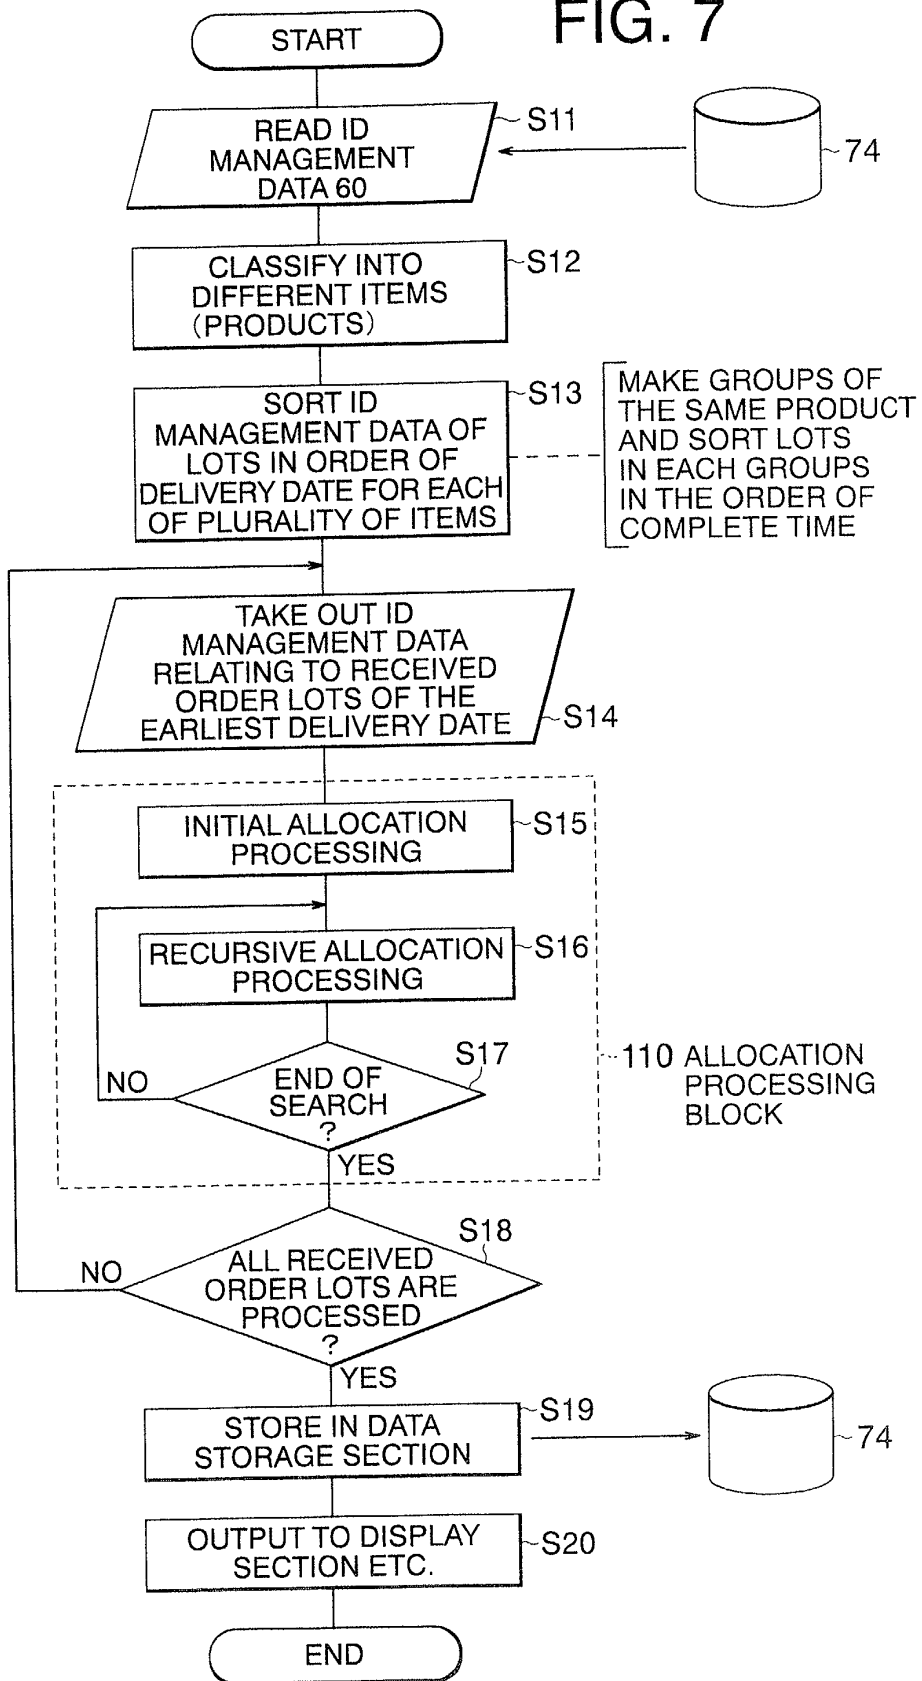 FIG. 7
START
READ ID
MANAGEMENT
DATA 60
S11
74
CLASSIFY INTO
DIFFERENT ITEMS
(PRODUCTS)
S12
SORT ID
MANAGEMENT DATA OF
LOTS IN ORDER OF
DELIVERY DATE FOR EACH
OF PLURALITY OF ITEMS
S13
MAKE GROUPS OF
THE SAME PRODUCT
AND SORT LOTS
IN EACH GROUPS
IN THE ORDER OF
COMPLETE TIME
TAKE OUT ID
MANAGEMENT DATA
RELATING TO RECEIVED
ORDER LOTS OF THE
EARLIEST DELIVERY DATE
S14
INITIAL ALLOCATION
PROCESSING
S15
RECURSIVE ALLOCATION
PROCESSING
S16
END OF
SEARCH
?
S17
NO
YES
110 ALLOCATION
PROCESSING
BLOCK
ALL RECEIVED
ORDER LOTS ARE
PROCESSED
?
S18
NO
YES
STORE IN DATA
STORAGE SECTION
S19
74
OUTPUT TO DISPLAY
SECTION ETC.
S20
END